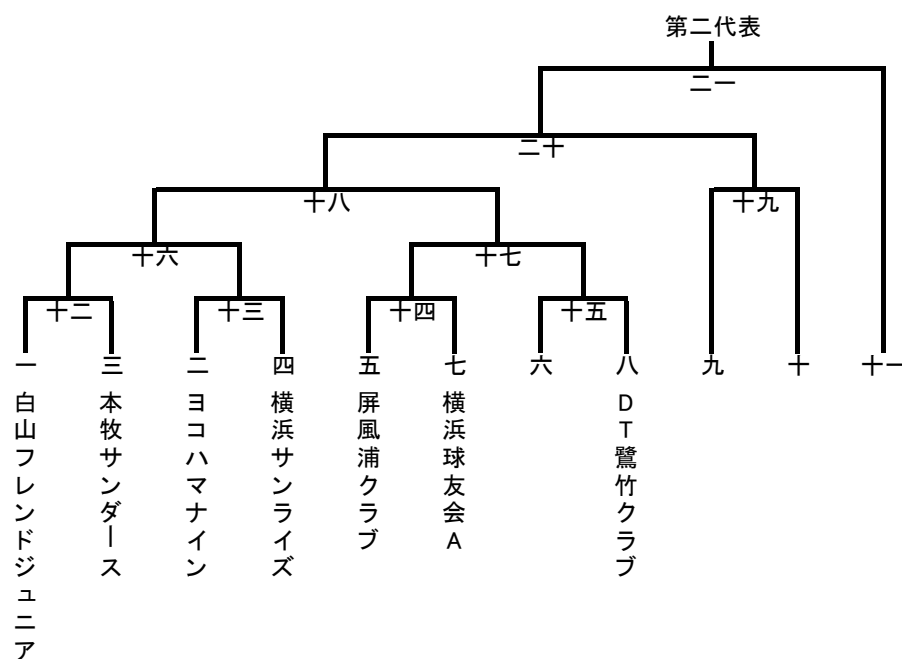 第二代表
二一
二十
十八
十九
十六
十七
十二
十三
十四
十五
一
三
二
四
五
七
六
八
九
十
十一
白山フレンドジュニア
本牧サンダース
ヨコハマナイン
横浜サンライズ
屏風浦クラブ
横浜球友会A
DT鷺竹クラブ